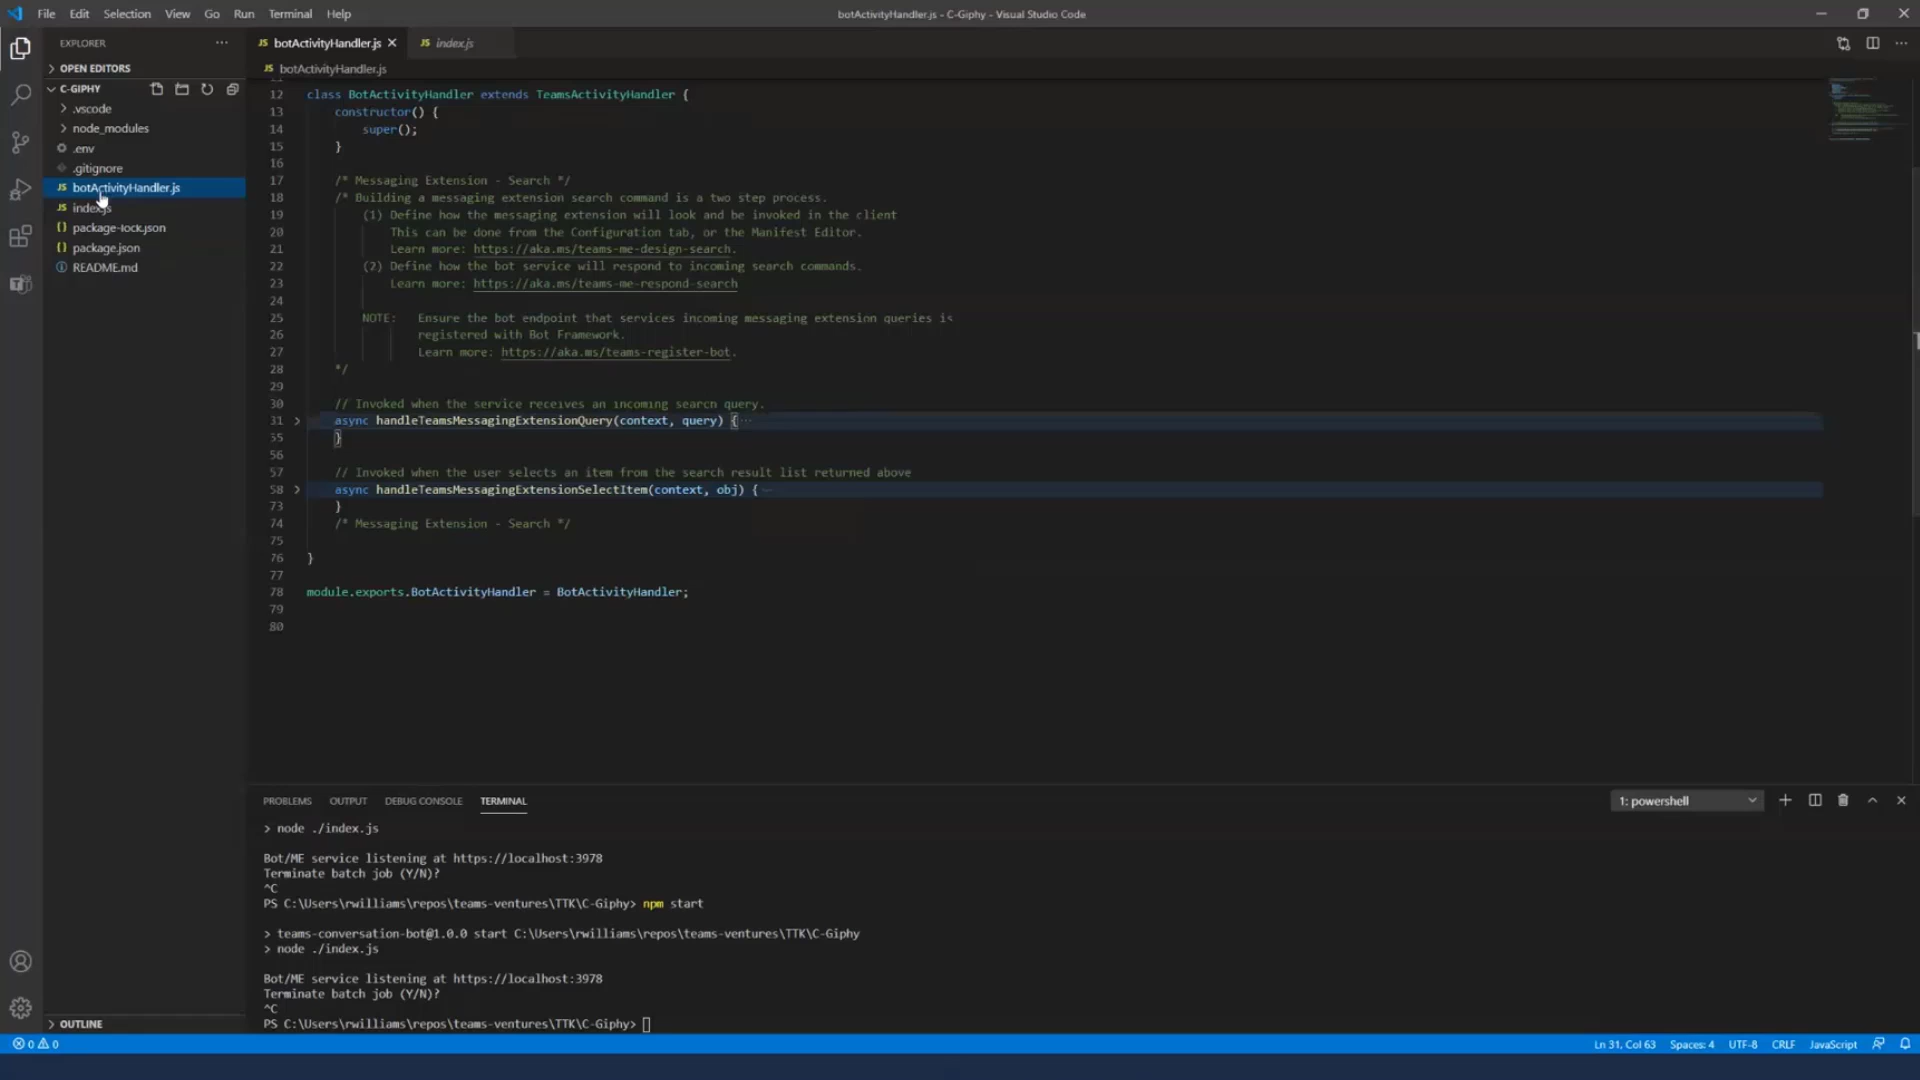 File Edit Selection View Go Run Terminal Help
botActivityHandler.js - C-Giphy - Visual Studio Code
EXPLORER
OPEN EDITORS
C-GIPHY
.vscode
node_modules
.env
.gitignore
JS botActivityHandler.js
JS index.js
{} package-lock.json
{} package.json
README.md
OUTLINE
JS botActivityHandler.js
JS index.js
JS botActivityHandler.js
12 class BotActivityHandler extends TeamsActivityHandler {
13 constructor() {
14 super();
15 }
16
17 /* Messaging Extension - Search */
18 /* Building a messaging extension search command is a two step process.
19 (1) Define how the messaging extension will look and be invoked in the client
20 This can be done from the Configuration tab, or the Manifest Editor.
21 Learn more: https://aka.ms/teams-me-design-search.
22 (2) Define how the bot service will respond to incoming search commands.
23 Learn more: https://aka.ms/teams-me-respond-search
24
25 NOTE: Ensure the bot endpoint that services incoming messaging extension queries is
26 registered with Bot Framework.
27 Learn more: https://aka.ms/teams-register-bot.
28 */
29
30 // Invoked when the service receives an incoming search query.
31 async handleTeamsMessagingExtensionQuery(context, query) {
55 }
56
57 // Invoked when the user selects an item from the search result list returned above
58 async handleTeamsMessagingExtensionSelectItem(context, obj) {
73 }
74 /* Messaging Extension - Search */
75
76 }
77
78 module.exports.BotActivityHandler = BotActivityHandler;
79
80
PROBLEMS OUTPUT DEBUG CONSOLE TERMINAL
1: powershell
> node ./index.js
Bot/ME service listening at https://localhost:3978
Terminate batch job (Y/N)?
^C
PS C:\Users\rwilliams\repos\teams-ventures\TTK\C-Giphy> npm start
> teams-conversation-bot@1.0.0 start C:\Users\rwilliams\repos\teams-ventures\TTK\C-Giphy
> node ./index.js
Bot/ME service listening at https://localhost:3978
Terminate batch job (Y/N)?
^C
PS C:\Users\rwilliams\repos\teams-ventures\TTK\C-Giphy>
0 0
Ln 31, Col 63 Spaces: 4 UTF-8 CRLF JavaScript